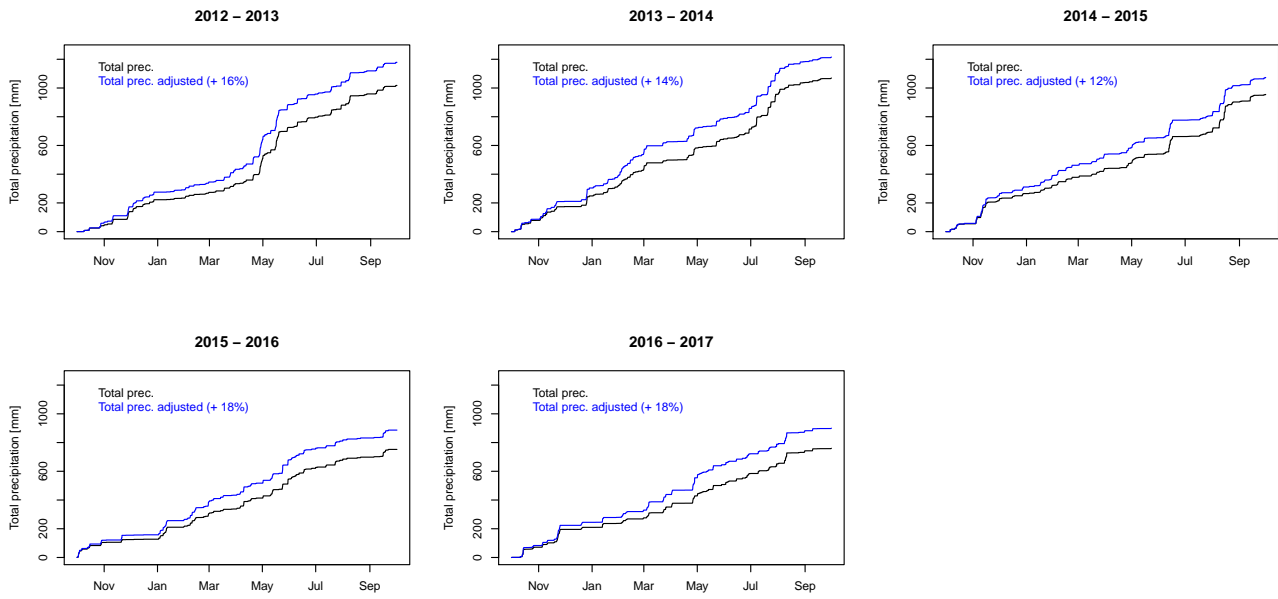 2012 – 2013
Total precipitation [mm]
0 200 600 1000
Total prec.
Total prec. adjusted (+ 16%)
Nov Jan Mar May Jul Sep
2013 – 2014
Total precipitation [mm]
0 200 600 1000
Total prec.
Total prec. adjusted (+ 14%)
Nov Jan Mar May Jul Sep
2014 – 2015
Total precipitation [mm]
0 200 600 1000
Total prec.
Total prec. adjusted (+ 12%)
Nov Jan Mar May Jul Sep
2015 – 2016
Total precipitation [mm]
0 200 600 1000
Total prec.
Total prec. adjusted (+ 18%)
Nov Jan Mar May Jul Sep
2016 – 2017
Total precipitation [mm]
0 200 600 1000
Total prec.
Total prec. adjusted (+ 18%)
Nov Jan Mar May Jul Sep